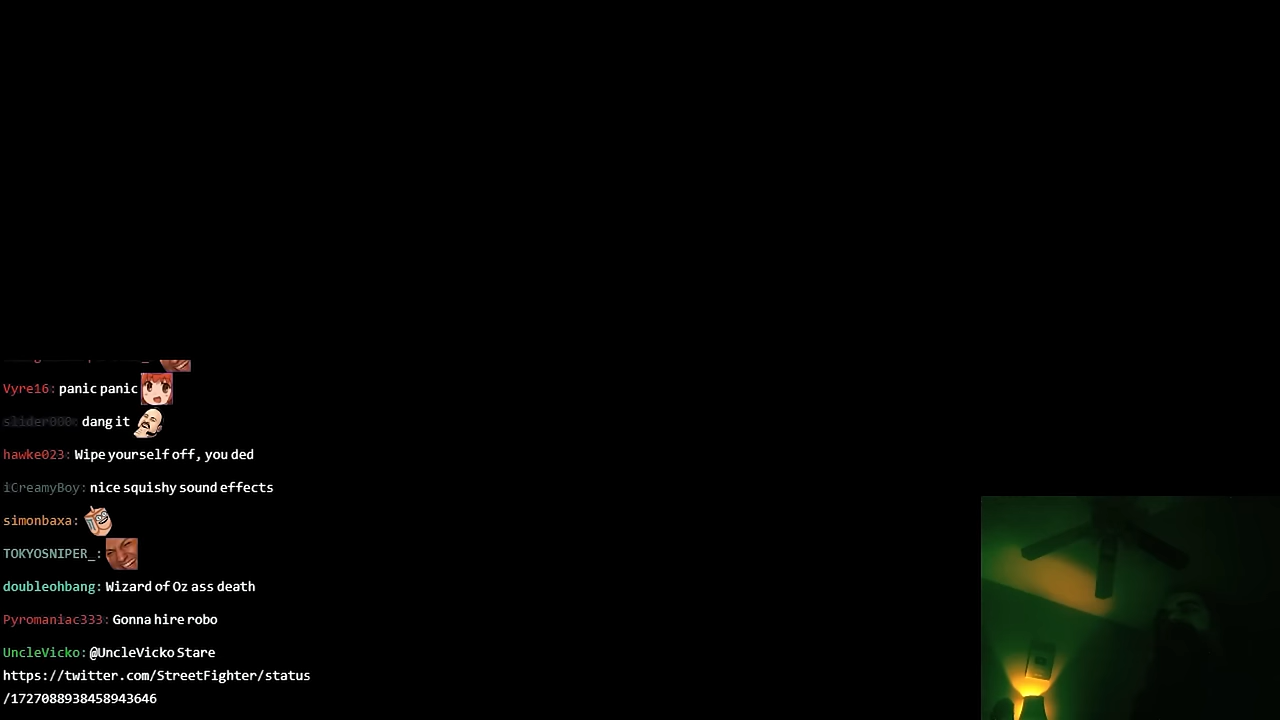 Vyre16: panic panic
slider000: dang it
hawke023: Wipe yourself off, you ded
iCreamyBoy: nice squishy sound effects
simonbaxa:
TOKYOSNIPER_:
doubleohbang: Wizard of Oz ass death
Pyromaniac333: Gonna hire robo
UncleVicko: @UncleVicko Stare
https://twitter.com/StreetFighter/status
/1727088938458943646